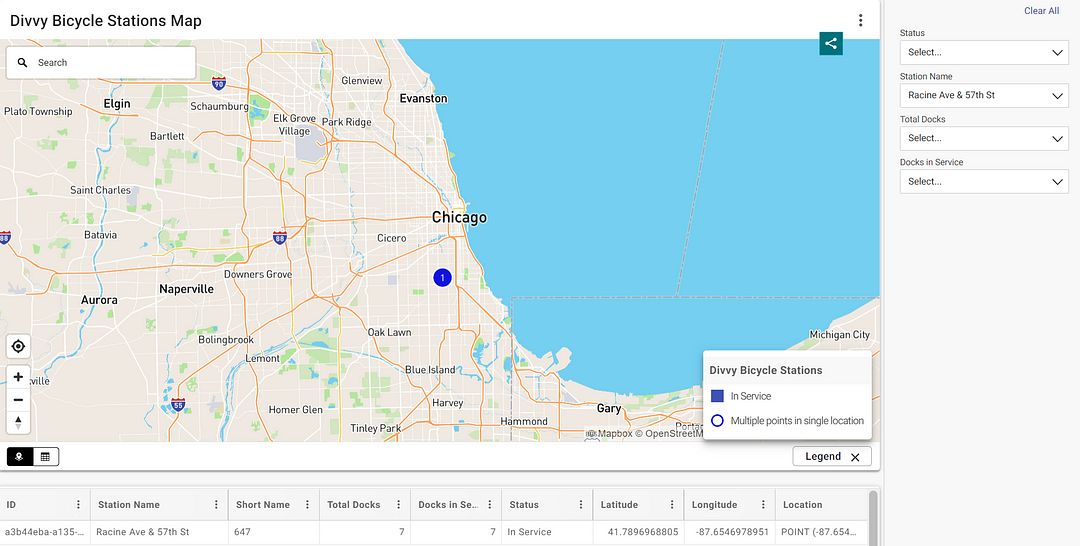 Divvy Bicycle Stations Map
Clear All
Search
Status
Select...
Station Name
Racine Ave & 57th St
Total Docks
Select...
Docks in Service
Select...
90
Glenview
Evanston
Elgin
Schaumburg
Plato Township
Elk Grove
Village
Park Ridge
Bartlett
Saint Charles
Chicago
Batavia
88
88
Cicero
Downers Grove
1
Naperville
Aurora
Oak Lawn
Michigan City
Bolingbrook
Lemont
Blue Island
ville
55
Harvey
Homer Glen
Gary
Hammond
Tinley Park
Mapbox © OpenStreetM
Divvy Bicycle Stations
In Service
Multiple points in single location
Legend
ID Station Name Short Name Total Docks Docks in Se... Status Latitude Longitude Location
a3b44eba-a135-... Racine Ave & 57th St 647 7 7 In Service 41.7896968805 -87.6546978951 POINT (-87.654...